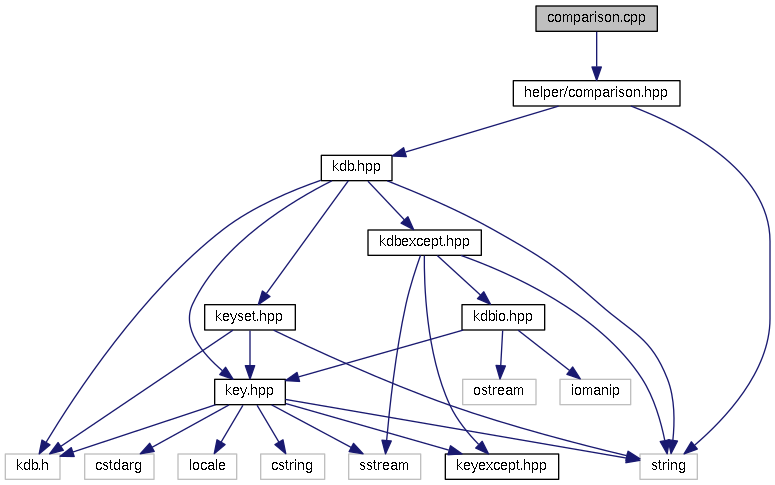 comparison.cpp
helper/comparison.hpp
kdb.hpp
kdbexcept.hpp
keyset.hpp
kdbio.hpp
key.hpp
ostream
iomanip
kdb.h
cstdarg
locale
cstring
sstream
keyexcept.hpp
string